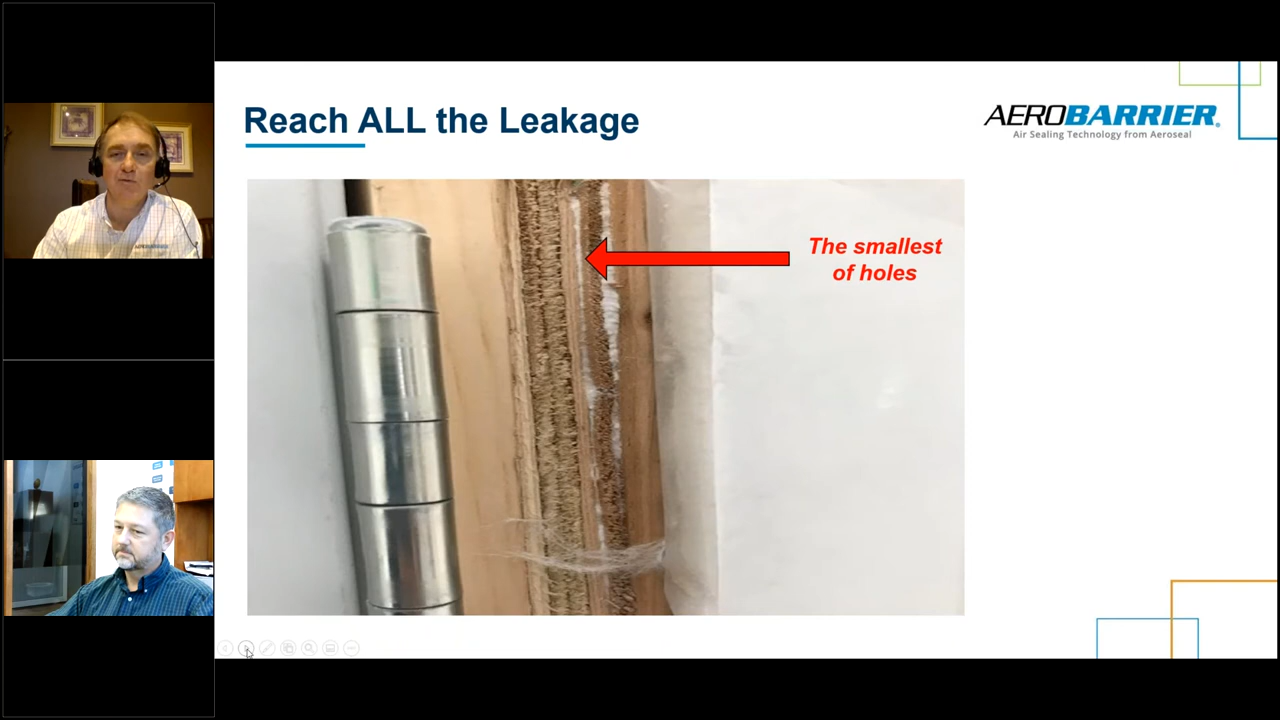 Reach ALL the Leakage
AEROBARRIER®
Air Sealing Technology from Aeroseal
The smallest
of holes